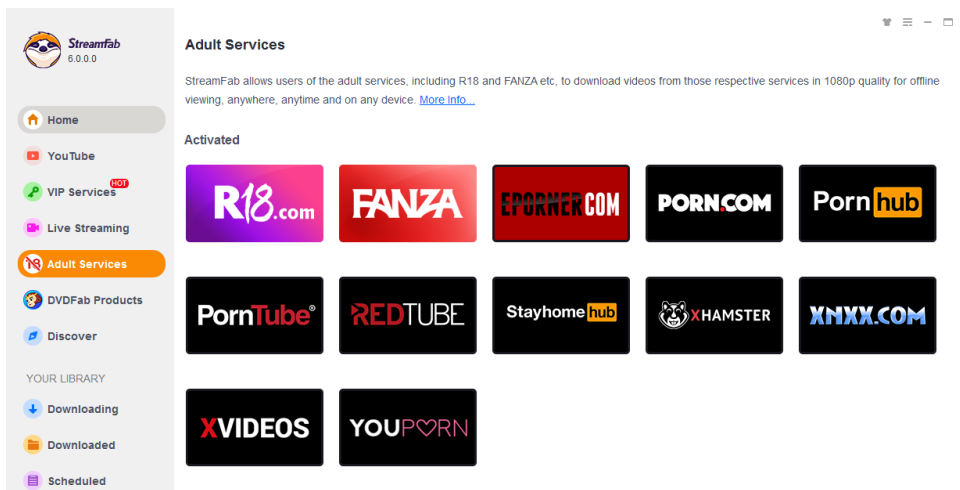 StreamFab
6.0.0.0
Home
YouTube
VIP Services HOT
Live Streaming
18 Adult Services
DVDFab Products
Discover
YOUR LIBRARY
Downloading
Downloaded
Scheduled
Adult Services
StreamFab allows users of the adult services, including R18 and FANZA etc, to download videos from those respective services in 1080p quality for offline
viewing, anywhere, anytime and on any device. More Info...
Activated
R18.com
FANZA
EPORNER.COM
PORN.COM
Pornhub
PornTube®
REDTUBE
Stayhomehub
XHAMSTER
XNXX.COM
XVIDEOS
YOUPORN